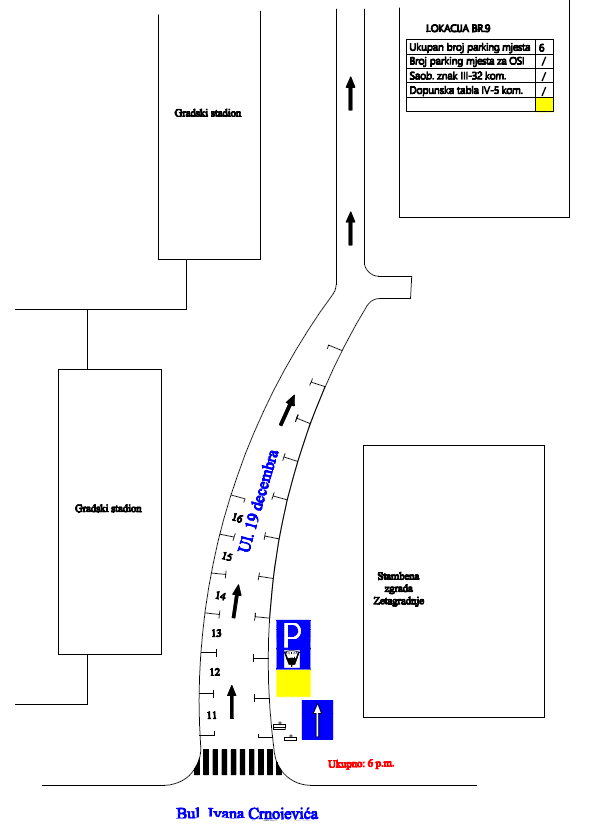 LOKACIJA BR.9
Ukupan broj parking mjesta 6
Broj parking mjesta za OSI /
Saob. znak III-32 kom. /
Dopunska tabla IV-5 kom. /
Gradski stadion
Gradski stadion
Ul. 19 decembra
16
15
14
13
12
11
P
Stambena
zgrada
Zetagradnje
Ukupno: 6 p.m.
Bul. Ivana Crnojevića